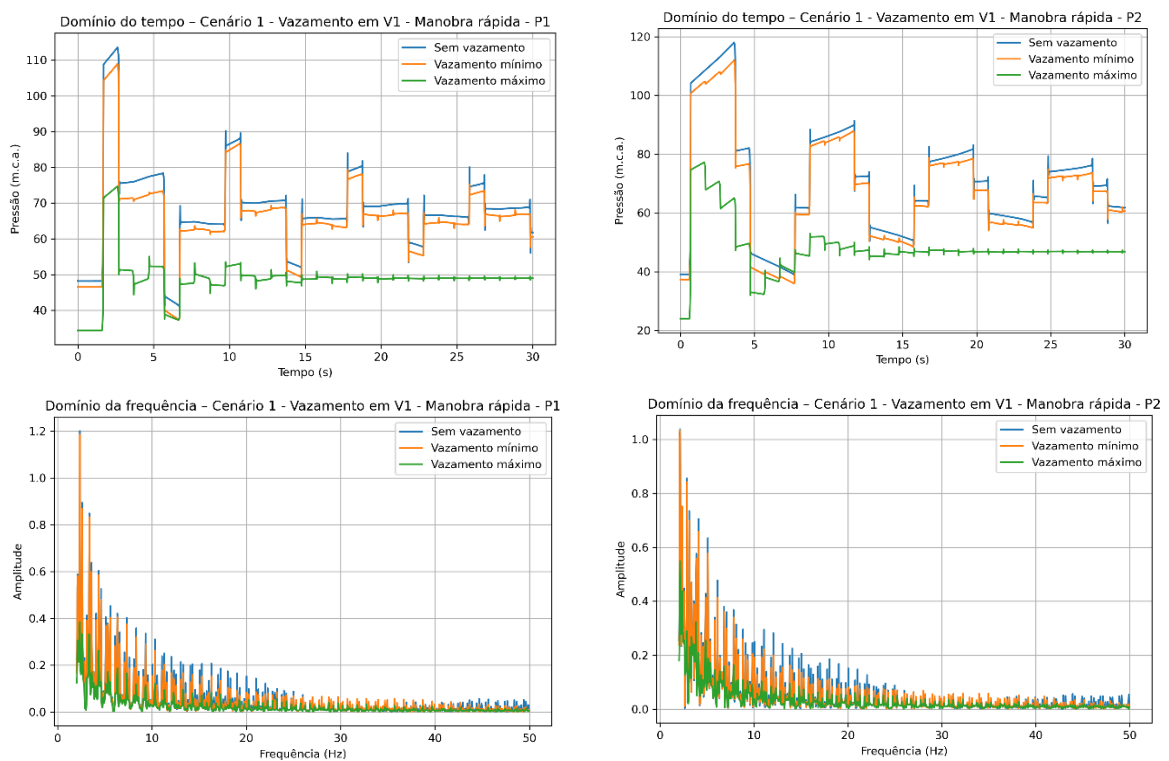 Domínio do tempo – Cenário 1 - Vazamento em V1 - Manobra rápida - P1
Sem vazamento
Vazamento mínimo
Vazamento máximo
Pressão (m.c.a.)
110
100
90
80
70
60
50
40
0
5
10
15
20
25
30
Tempo (s)
Domínio do tempo – Cenário 1 - Vazamento em V1 - Manobra rápida - P2
Sem vazamento
Vazamento mínimo
Vazamento máximo
Pressão (m.c.a.)
120
100
80
60
40
20
0
5
10
15
20
25
30
Tempo (s)
Domínio da frequência – Cenário 1 - Vazamento em V1 - Manobra rápida - P1
Sem vazamento
Vazamento mínimo
Vazamento máximo
Amplitude
1.2
1.0
0.8
0.6
0.4
0.2
0.0
0
10
20
30
40
50
Frequência (Hz)
Domínio da frequência – Cenário 1 - Vazamento em V1 - Manobra rápida - P2
Sem vazamento
Vazamento mínimo
Vazamento máximo
Amplitude
1.0
0.8
0.6
0.4
0.2
0.0
0
10
20
30
40
50
Frequência (Hz)